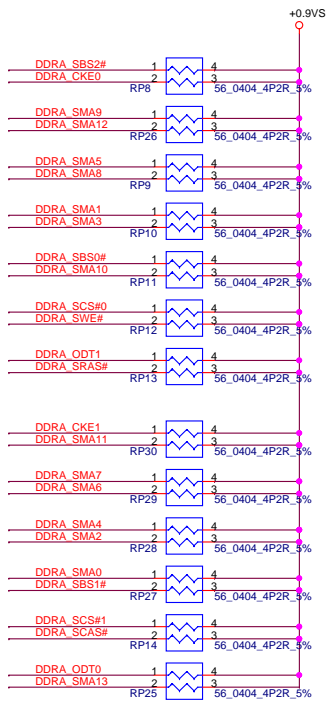 +0.9VS
DDRA_SBS2# 1 4
DDRA_CKE0 2 3
RP8 56_0404_4P2R_5%
DDRA_SMA9 1 4
DDRA_SMA12 2 3
RP26 56_0404_4P2R_5%
DDRA_SMA5 1 4
DDRA_SMA8 2 3
RP9 56_0404_4P2R_5%
DDRA_SMA1 1 4
DDRA_SMA3 2 3
RP10 56_0404_4P2R_5%
DDRA_SBS0# 1 4
DDRA_SMA10 2 3
RP11 56_0404_4P2R_5%
DDRA_SCS#0 1 4
DDRA_SWE# 2 3
RP12 56_0404_4P2R_5%
DDRA_ODT1 1 4
DDRA_SRAS# 2 3
RP13 56_0404_4P2R_5%
DDRA_CKE1 1 4
DDRA_SMA11 2 3
RP30 56_0404_4P2R_5%
DDRA_SMA7 1 4
DDRA_SMA6 2 3
RP29 56_0404_4P2R_5%
DDRA_SMA4 1 4
DDRA_SMA2 2 3
RP28 56_0404_4P2R_5%
DDRA_SMA0 1 4
DDRA_SBS1# 2 3
RP27 56_0404_4P2R_5%
DDRA_SCS#1 1 4
DDRA_SCAS# 2 3
RP14 56_0404_4P2R_5%
DDRA_ODT0 1 4
DDRA_SMA13 2 3
RP25 56_0404_4P2R_5%